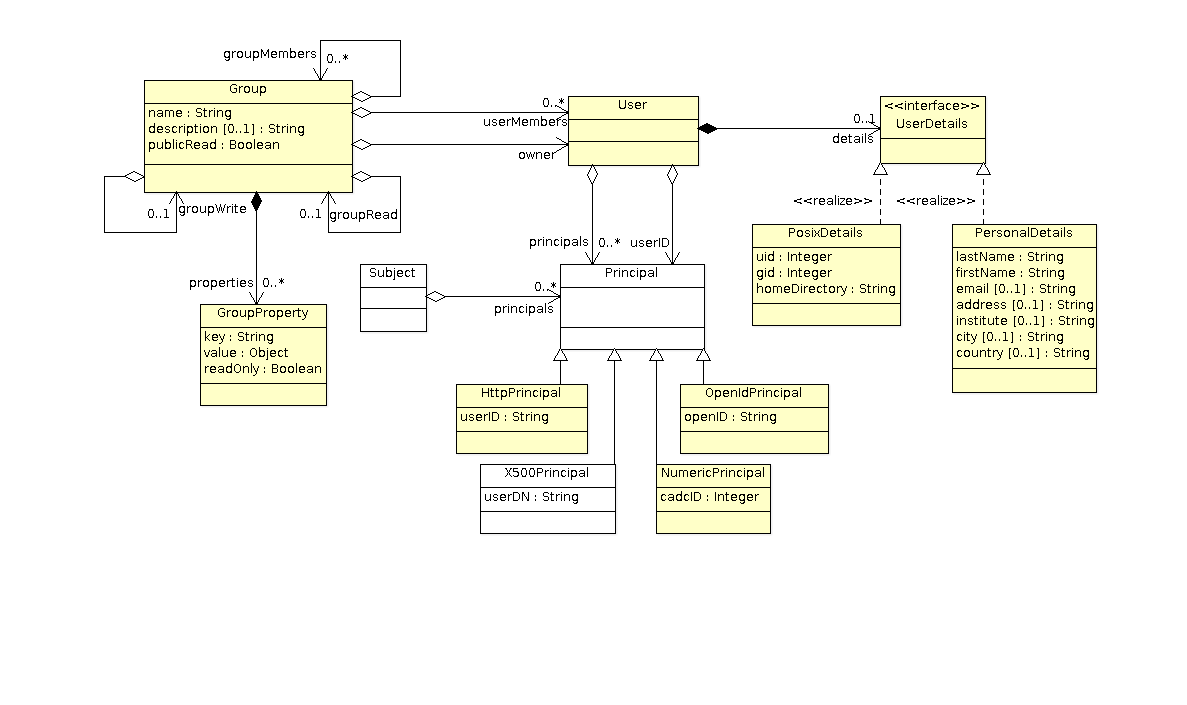 groupMembers
0..*
Group
name : String
description [0..1] : String
publicRead : Boolean
0..*
userMembers
owner
User
<<interface>>
UserDetails
0..1
details
0..1
groupWrite
0..1
groupRead
<<realize>>
<<realize>>
principals
0..*
userID
PosixDetails
uid : Integer
gid : Integer
homeDirectory : String
PersonalDetails
lastName : String
firstName : String
email [0..1] : String
address [0..1] : String
institute [0..1] : String
city [0..1] : String
country [0..1] : String
properties
0..*
GroupProperty
key : String
value : Object
readOnly : Boolean
Subject
0..*
principals
Principal
HttpPrincipal
userID : String
OpenIdPrincipal
openID : String
X500Principal
userDN : String
NumericPrincipal
cadcID : Integer